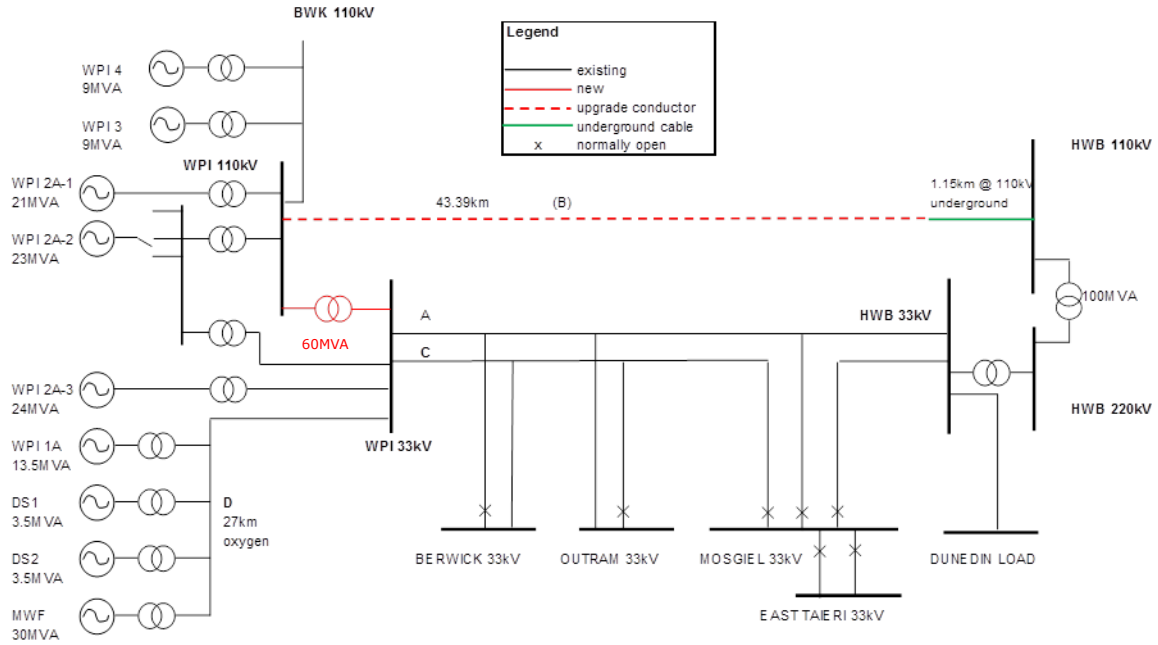 BWK 110kV
Legend
existing
new
upgrade conductor
underground cable
x normally open
WPI 4
9MVA
WPI 3
9MVA
WPI 110kV
HWB 110kV
WPI 2A-1
21MVA
43.39km
(B)
1.15km @ 110kV
underground
WPI 2A-2
23MVA
100MVA
A
HWB 33kV
60MVA
C
WPI 2A-3
24MVA
HWB 220kV
WPI 33kV
WPI 1A
13.5MVA
DS1
3.5MVA
D
27km
oxygen
DS2
3.5MVA
BERWICK 33kV
OUTRAM 33kV
MOSGIEL 33kV
DUNEDIN LOAD
MWF
30MVA
EAST TAIERI 33kV